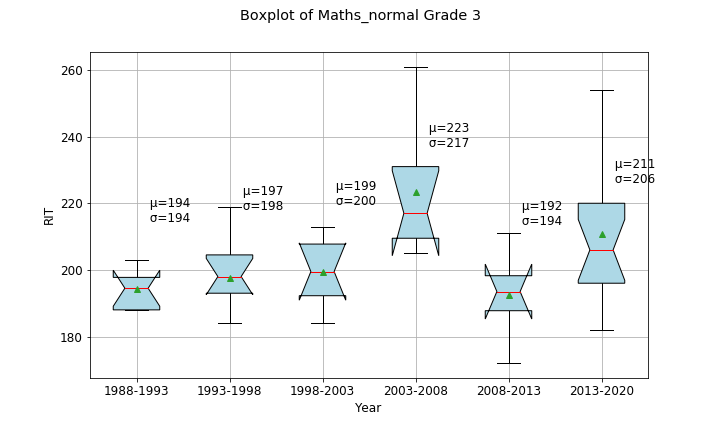 Boxplot of Maths_normal Grade 3
260
240
220
200
180
RIT
μ=194
σ=194
μ=197
σ=198
μ=199
σ=200
μ=223
σ=217
μ=192
σ=194
μ=211
σ=206
1988-1993 1993-1998 1998-2003 2003-2008 2008-2013 2013-2020
Year